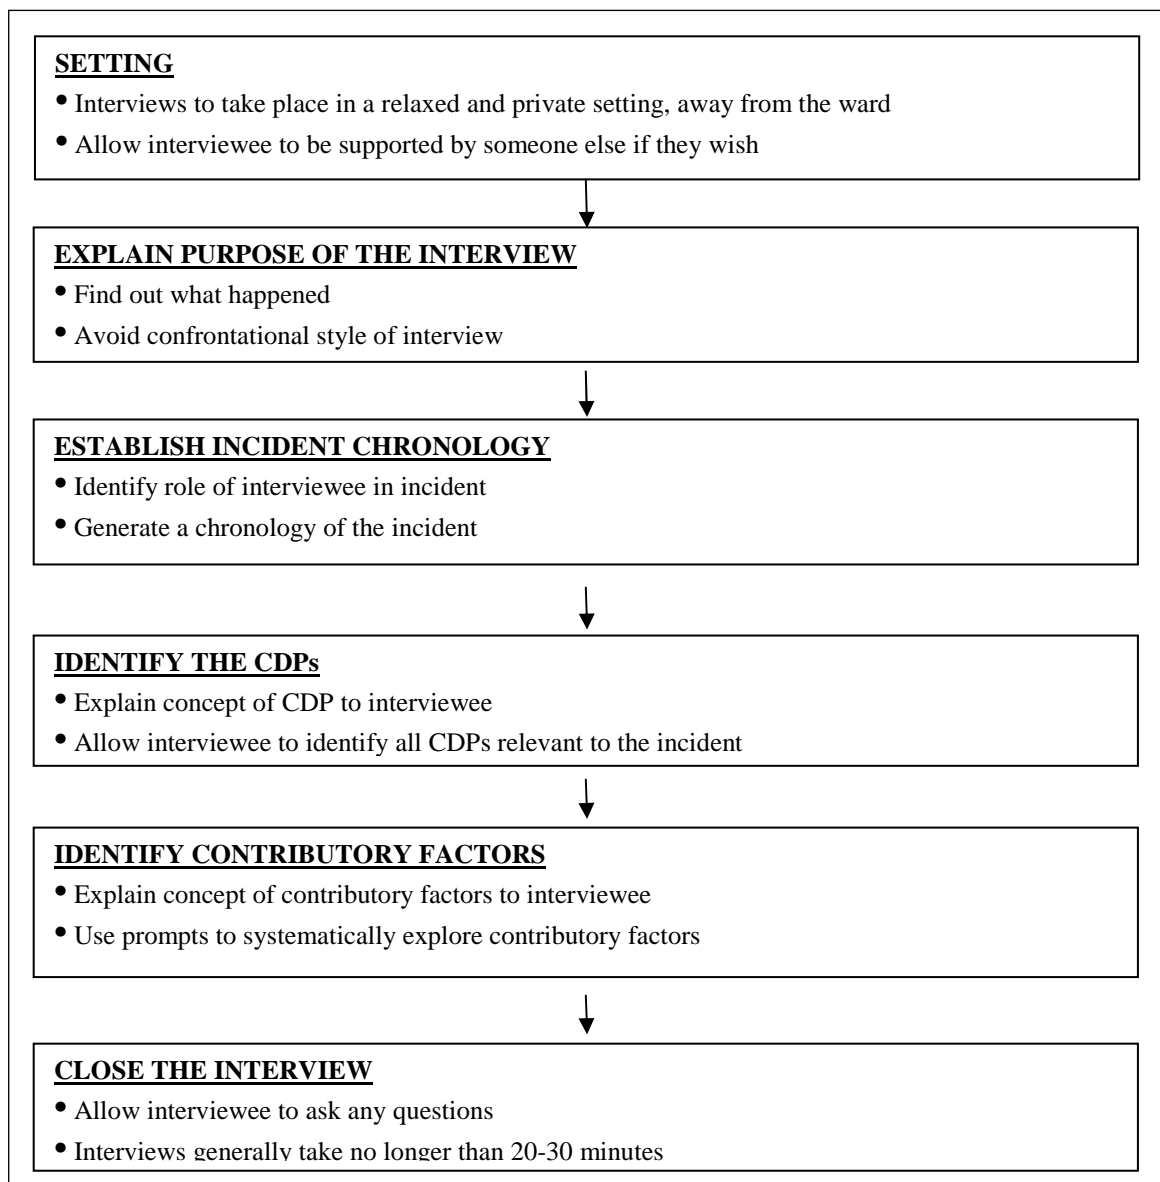 SETTING
• Interviews to take place in a relaxed and private setting, away from the ward
• Allow interviewee to be supported by someone else if they wish
EXPLAIN PURPOSE OF THE INTERVIEW
• Find out what happened
• Avoid confrontational style of interview
ESTABLISH INCIDENT CHRONOLOGY
• Identify role of interviewee in incident
• Generate a chronology of the incident
IDENTIFY THE CDPs
• Explain concept of CDP to interviewee
• Allow interviewee to identify all CDPs relevant to the incident
IDENTIFY CONTRIBUTORY FACTORS
• Explain concept of contributory factors to interviewee
• Use prompts to systematically explore contributory factors
CLOSE THE INTERVIEW
• Allow interviewee to ask any questions
• Interviews generally take no longer than 20-30 minutes